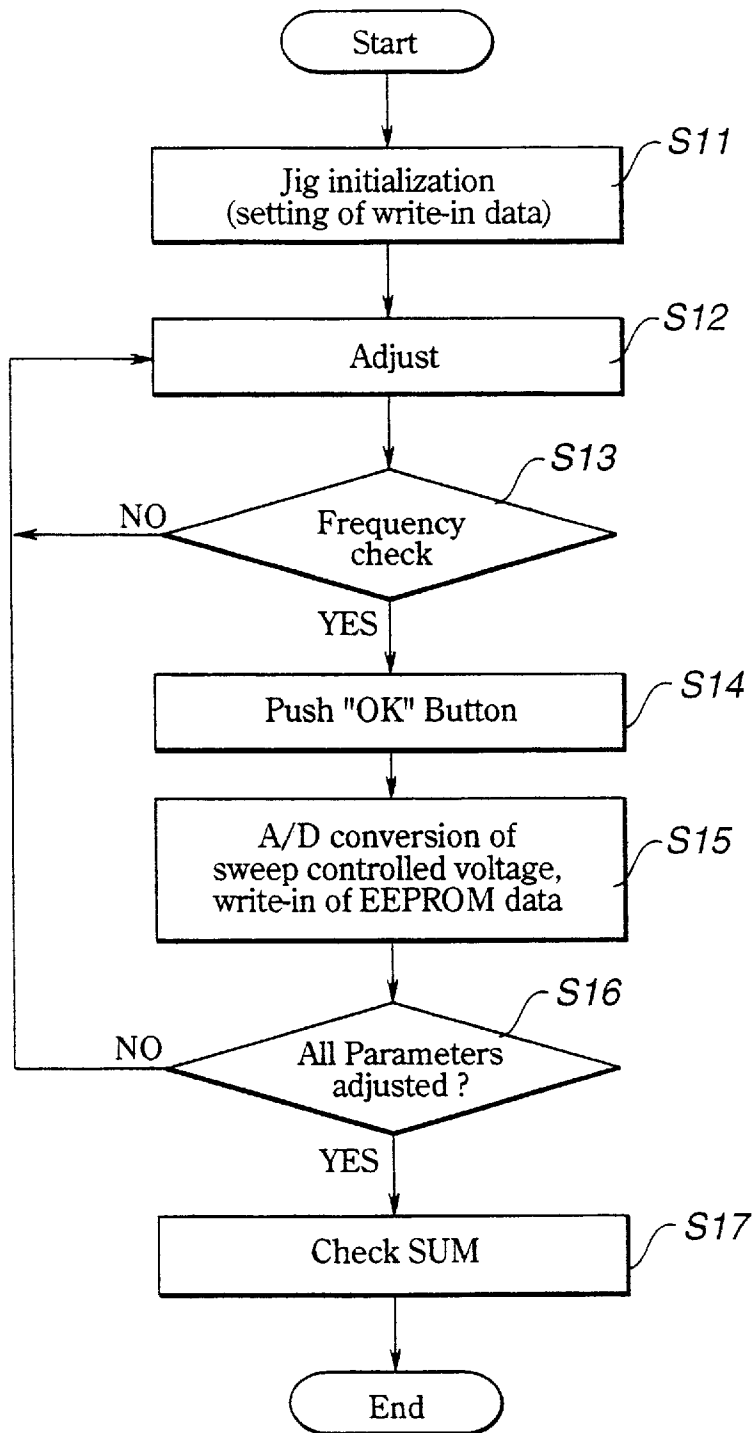 Start
S11
Jig initialization
(setting of write-in data)
S12
Adjust
S13
NO
Frequency
check
YES
S14
Push "OK" Button
A/D conversion of
sweep controlled voltage,
write-in of EEPROM data
S15
S16
NO
All Parameters
adjusted ?
YES
S17
Check SUM
End